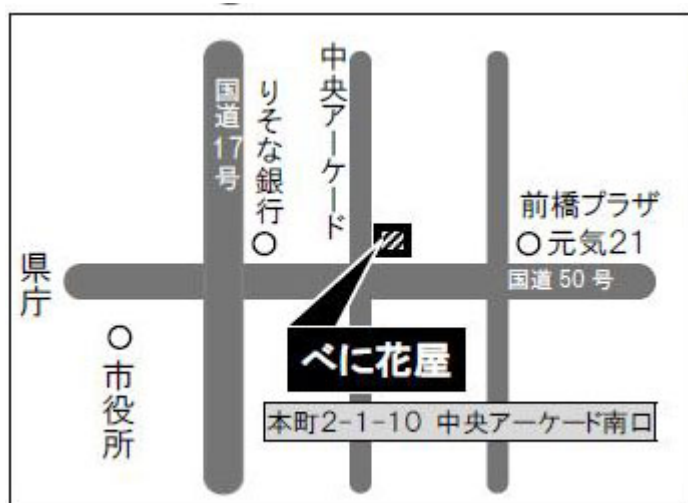 国道17号
りそな銀行
中央アーケード
前橋プラザ
元気21
国道 50 号
県庁
市役所
べに花屋
本町2-1-10 中央アーケード南口